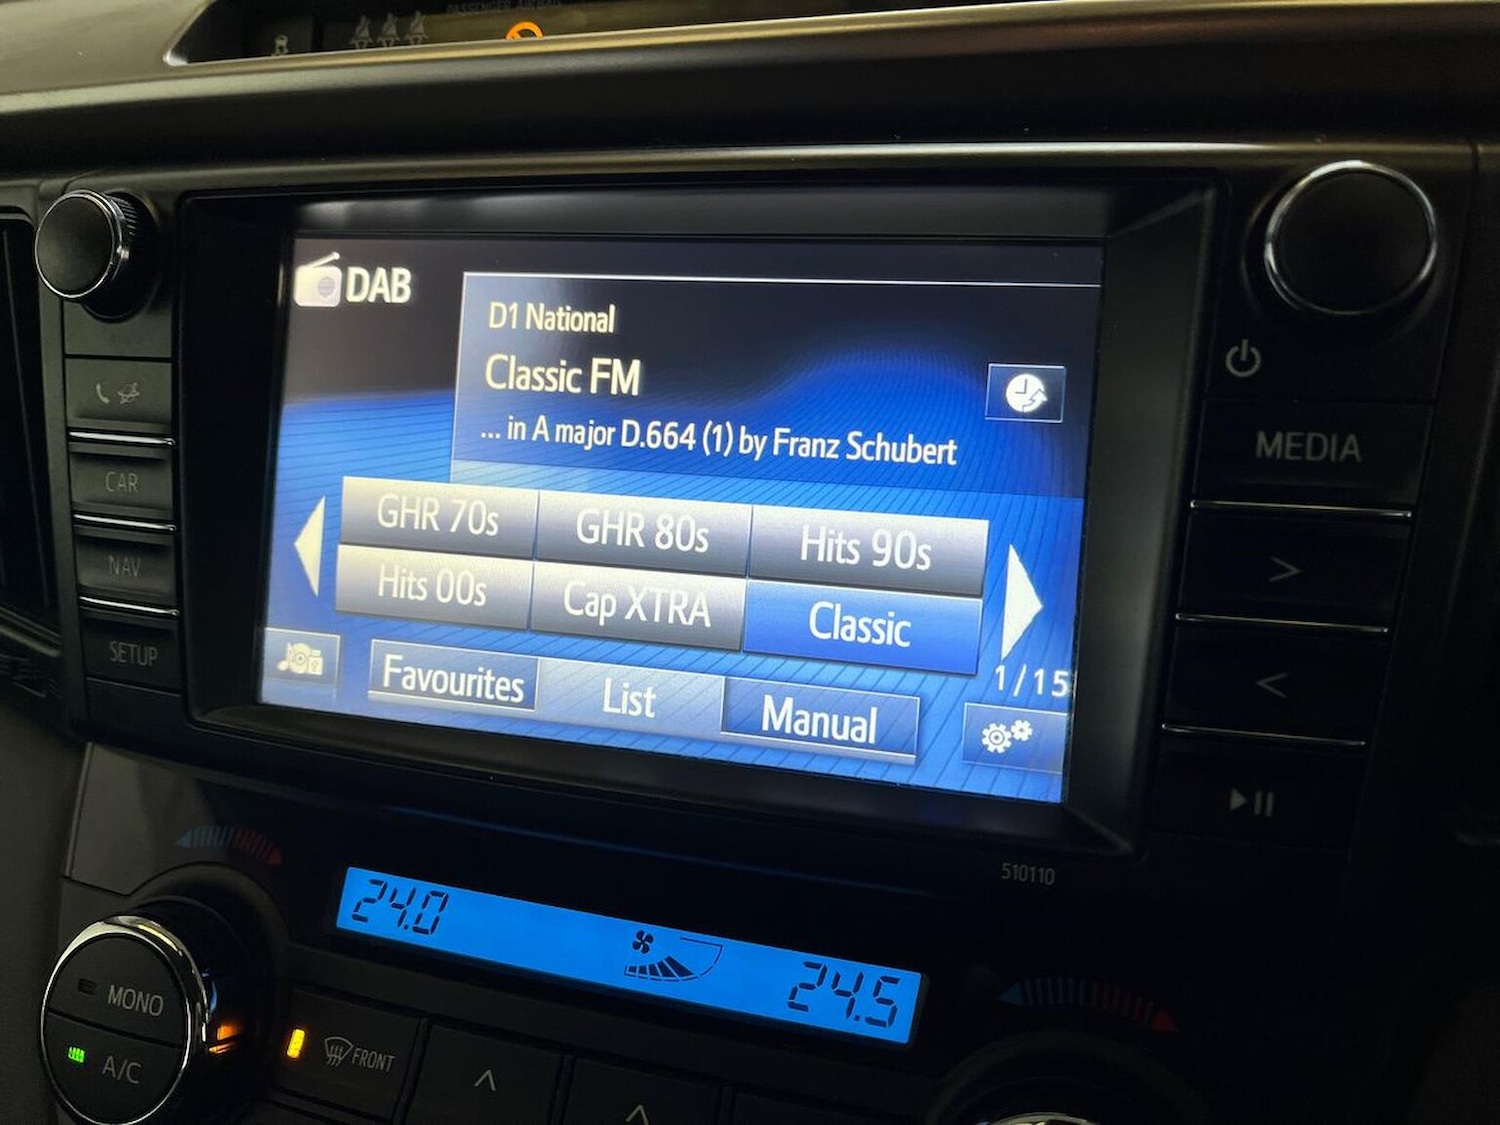 PASSENGER AIRBAG
DAB
D1 National
Classic FM
... in A major D.664 (1) by Franz Schubert
GHR 70s
GHR 80s
Hits 90s
Hits 00s
Cap XTRA
Classic
1/15
Favourites
List
Manual
CAR
NAV
SETUP
MEDIA
>
<
510110
24.0
24.5
MONO
A/C
FRONT